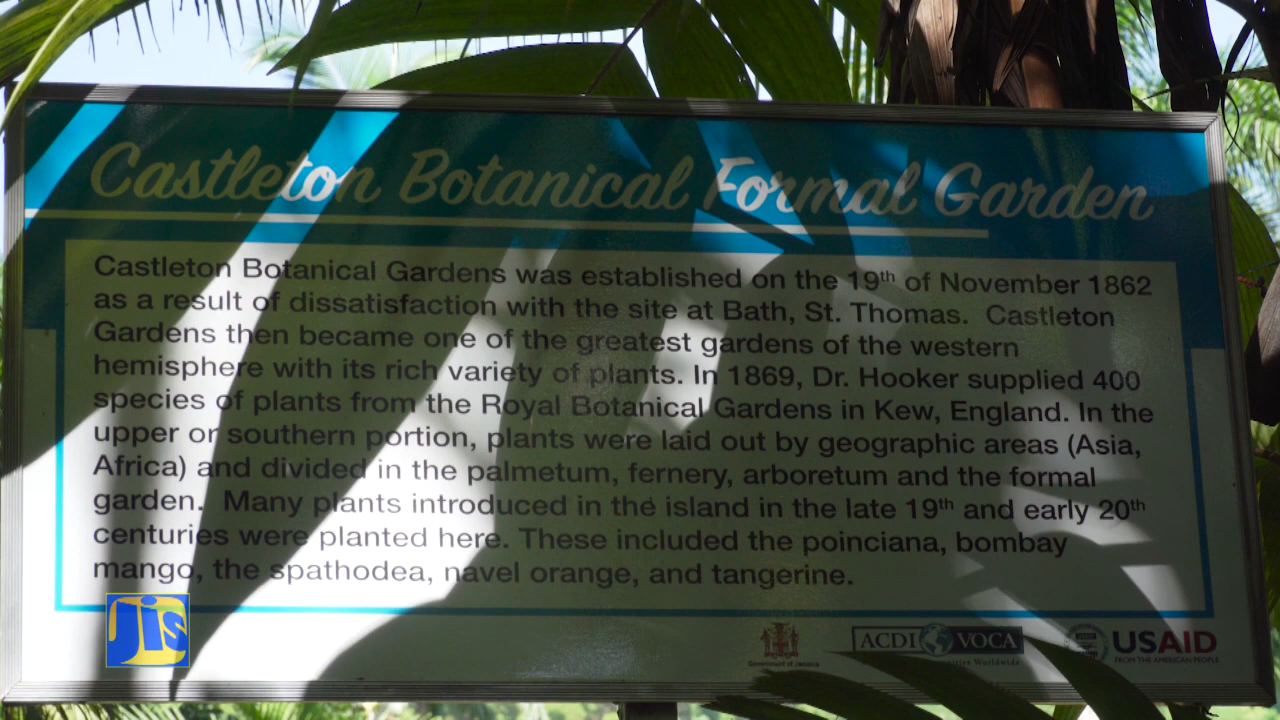 Castleton Botanical Formal Garden
Castleton Botanical Gardens was established on the 19th of November 1862
as a result of dissatisfaction with the site at Bath, St. Thomas. Castleton
Gardens then became one of the greatest gardens of the western
hemisphere with its rich variety of plants. In 1869, Dr. Hooker supplied 400
species of plants from the Royal Botanical Gardens in Kew, England. In the
upper or southern portion, plants were laid out by geographic areas (Asia,
Africa) and divided in the palmetum, fernery, arboretum and the formal
garden. Many plants introduced in the island in the late 19th and early 20th
centuries were planted here. These included the poinciana, bombay
mango, the spathodea, navel orange, and tangerine.
Jis
Government of Jamaica
ACDI VOCA
Worldwide
USAID
FROM THE AMERICAN PEOPLE